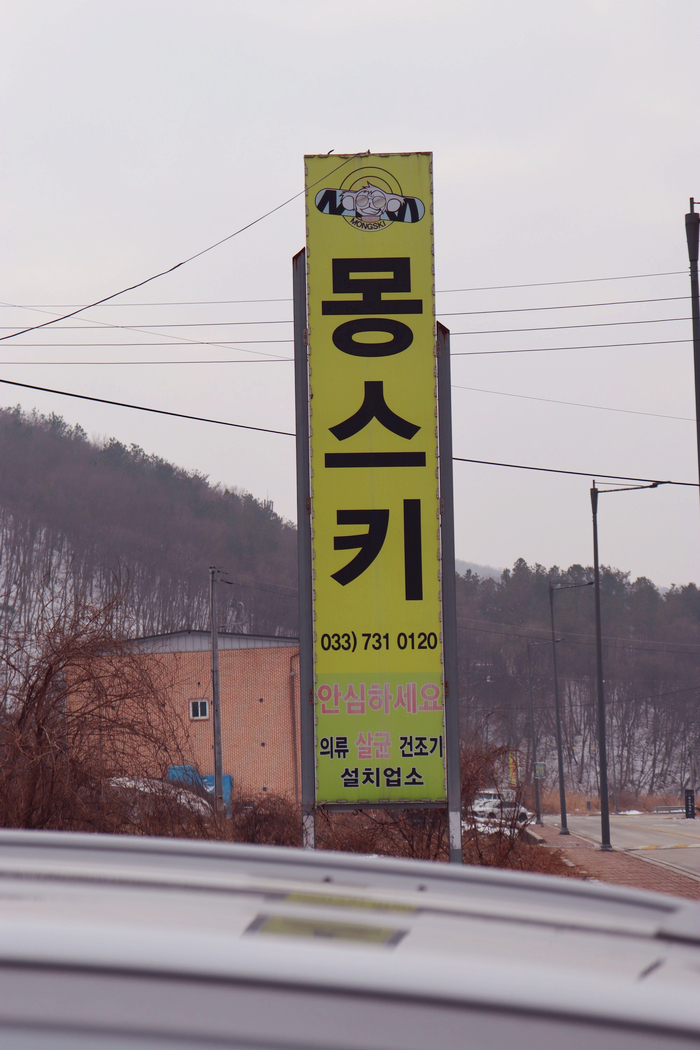 MONGSKI
몽스키
033) 731 0120
안심하세요
의류 살균 건조기
설치업소